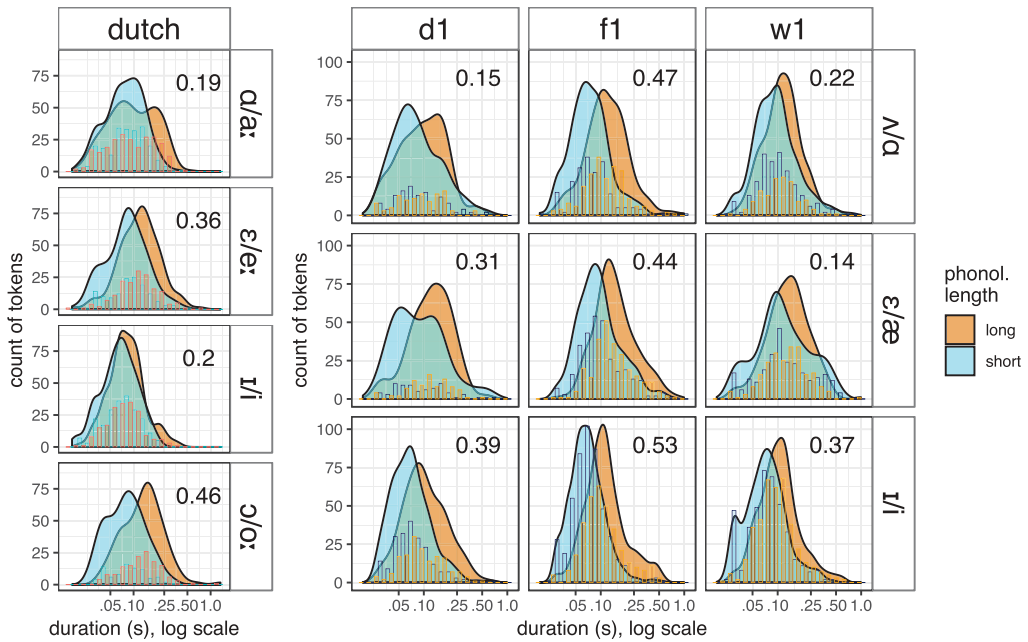 dutch
d1
f1
w1
count of tokens
75
50
25
0
0.19
ɑ/aː
75
50
25
0
0.36
ɛ/eː
75
50
25
0
0.2
ɪ/i
75
50
25
0
0.46
ɔ/oː
.05 .10 .25 .50 1.0
duration (s), log scale
count of tokens
100
75
50
25
0
0.15
0.47
0.22
ʌ/ɑ
100
75
50
25
0
0.31
0.44
0.14
ɛ/æ
100
75
50
25
0
0.39
0.53
0.37
ɪ/i
.05 .10 .25 .50 1.0
.05 .10 .25 .50 1.0
.05 .10 .25 .50 1.0
duration (s), log scale
phonol.
length
long
short